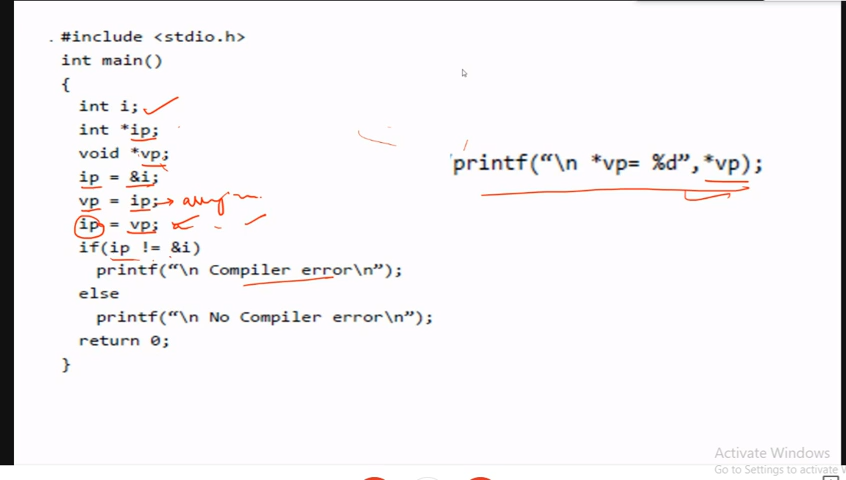 . #include <stdio.h>
int main()
{
int i;
int *ip;
void *vp;
ip = &i;
vp = ip;
ip = vp;
if(ip != &i)
printf(“\n Compiler error\n”);
else
printf(“\n No Compiler error\n”);
return 0;
}
printf(“\n *vp= %d”,*vp);
Activate Windows
Go to Settings to activate